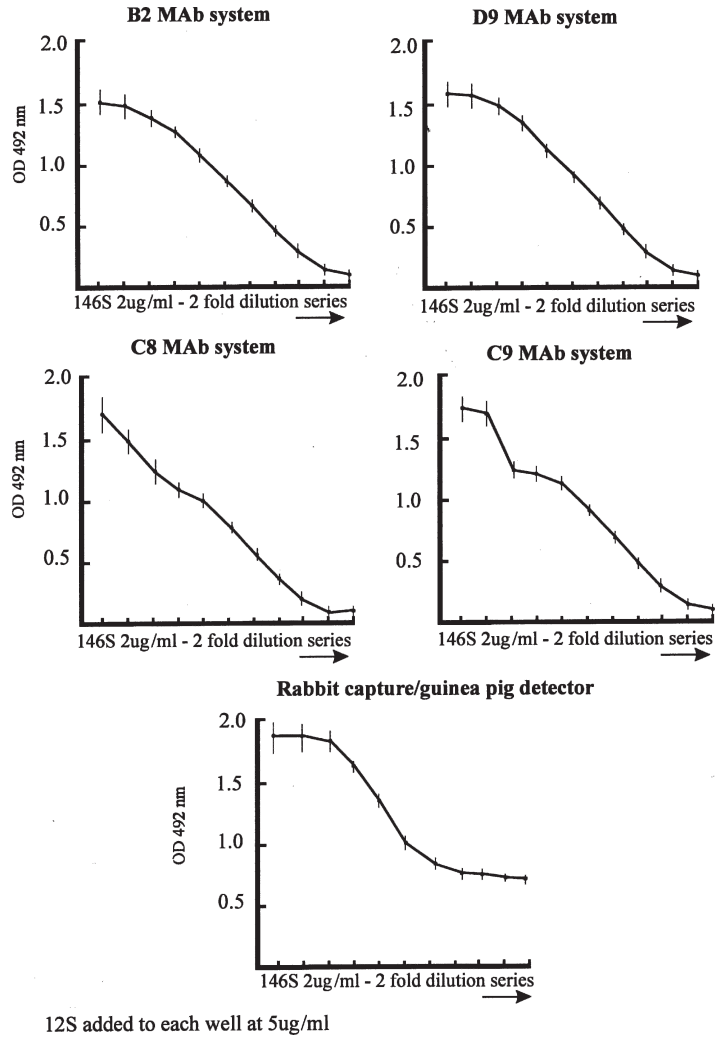 B2 MAb system
D9 MAb system
2.0
1.5
1.0
0.5
OD 492 nm
146S 2ug/ml - 2 fold dilution series
2.0
1.5
1.0
0.5
146S 2ug/ml - 2 fold dilution series
C8 MAb system
C9 MAb system
2.0
1.5
1.0
0.5
OD 492 nm
146S 2ug/ml - 2 fold dilution series
2.0
1.5
1.0
0.5
146S 2ug/ml - 2 fold dilution series
Rabbit capture/guinea pig detector
2.0
1.5
1.0
0.5
OD 492 nm
146S 2ug/ml - 2 fold dilution series
12S added to each well at 5ug/ml